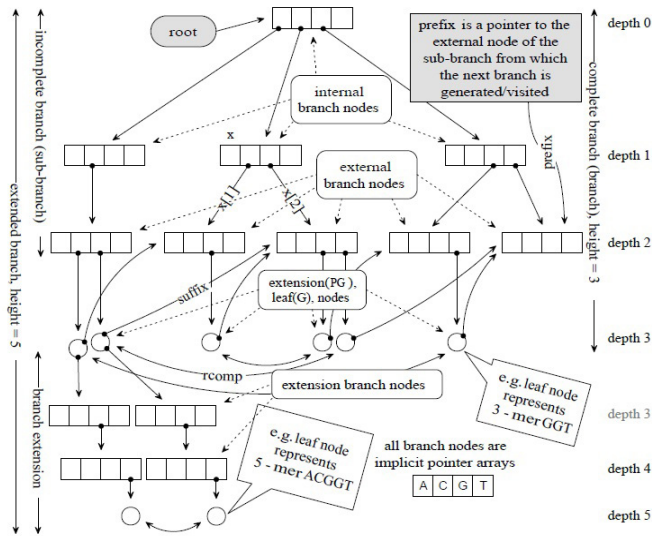 root
prefix is a pointer to the
external node of the
sub-branch from which
the next branch is
generated/visited
depth 0
internal
branch nodes
x
prefix
depth 1
external
branch nodes
x[1]
x[2]
depth 2
suffix
extension(PG),
leaf(G), nodes
depth 3
rcomp
extension branch nodes
e.g. leaf node
represents
3 - mer GGT
depth 3
e.g. leaf node
represents
5 - mer ACGGT
all branch nodes are
implicit pointer arrays
A C G T
depth 4
depth 5
extended branch, height = 5
incomplete branch (sub-branch)
branch extension
complete branch (branch), height = 3